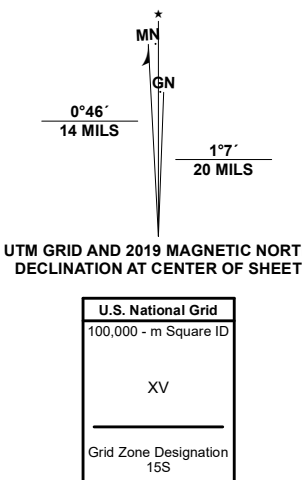 MN
GN
0°46´
14 MILS
1°7´
20 MILS
UTM GRID AND 2019 MAGNETIC NORT
DECLINATION AT CENTER OF SHEET
U.S. National Grid
100,000 - m Square ID
XV
Grid Zone Designation
15S